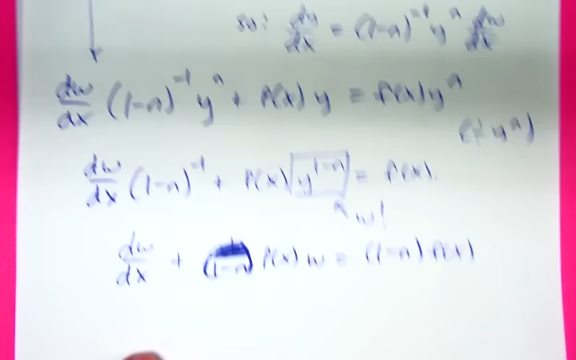 so: dy/dx = (1-n)^-1 y^n dw/dx
dw/dx (1-n)^-1 y^n + P(x) y = f(x) y^n
(÷ y^n)
dw/dx (1-n)^-1 + P(x) y^1-n = f(x).
^ w!
dw/dx + (1-n) P(x) w = (1-n) f(x)